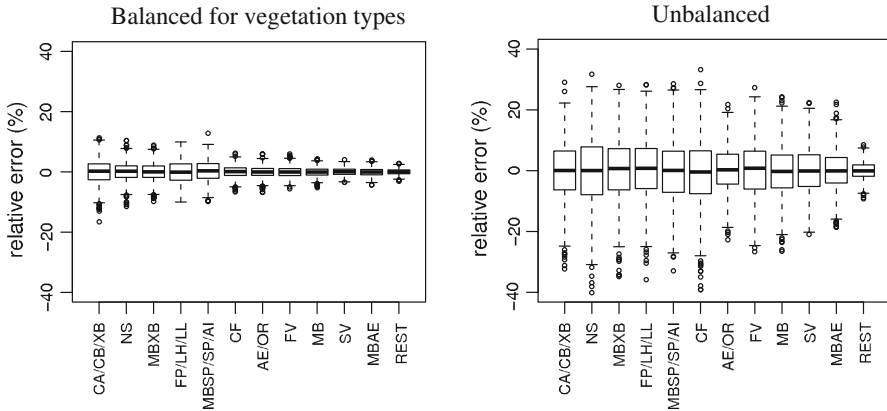 Balanced for vegetation types
relative error (%)
40
20
0
−20
−40
CA/CB/XB
NS
MBXB
FP/LH/LL
MBSP/SP/AI
CF
AE/OR
FV
MB
SV
MBAE
REST
Unbalanced
relative error (%)
40
20
0
−20
−40
CA/CB/XB
NS
MBXB
FP/LH/LL
MBSP/SP/AI
CF
AE/OR
FV
MB
SV
MBAE
REST